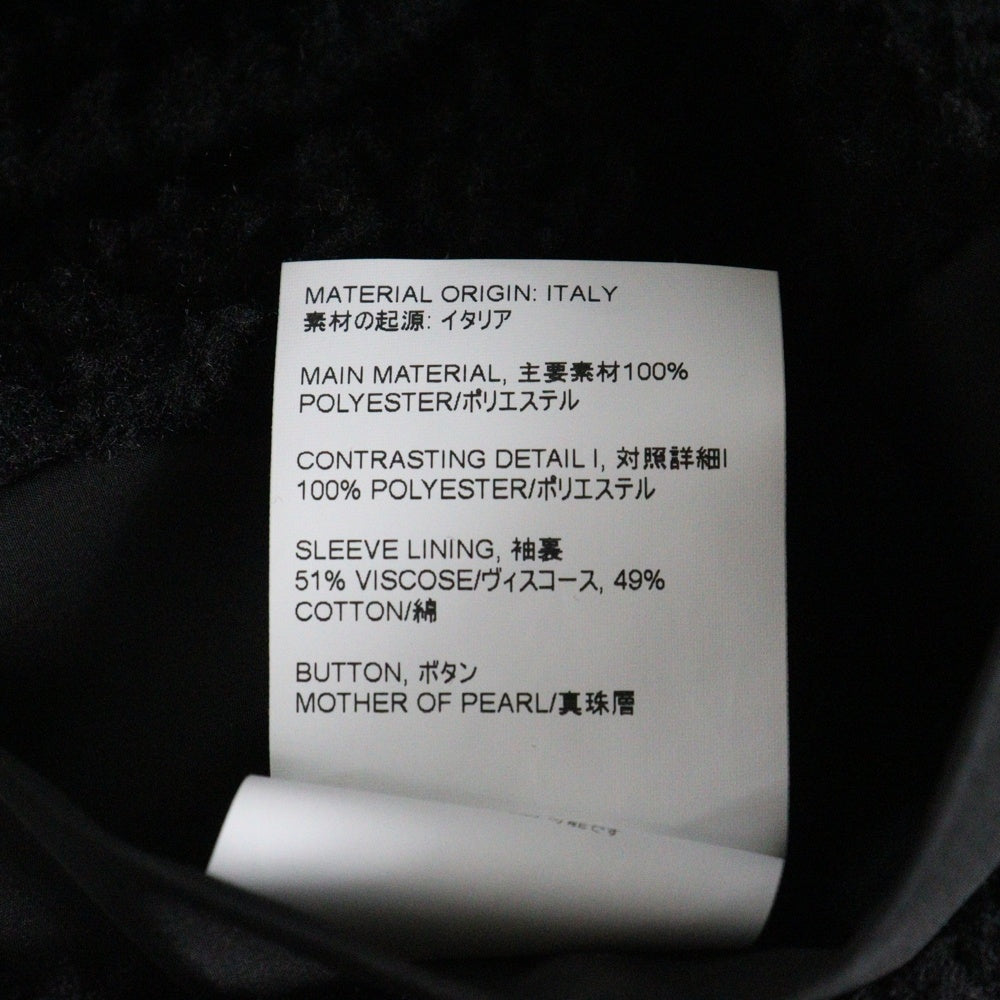 MATERIAL ORIGIN: ITALY
素材の起源: イタリア
MAIN MATERIAL, 主要素材100%
POLYESTER/ポリエステル
CONTRASTING DETAIL I, 対照詳細I
100% POLYESTER/ポリエステル
SLEEVE LINING, 袖裏
51% VISCOSE/ヴィスコース, 49%
COTTON/綿
BUTTON, ボタン
MOTHER OF PEARL/真珠層